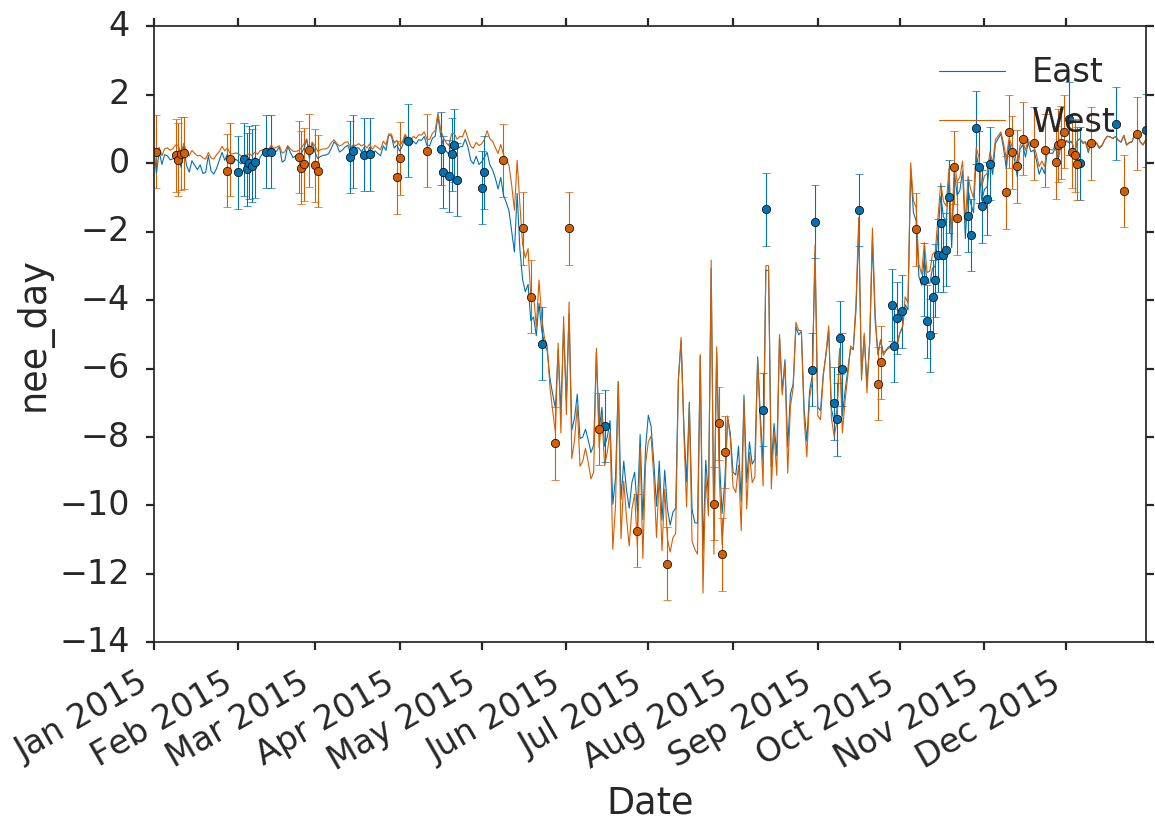 4
2
0
−2
−4
−6
−8
−10
−12
−14
nee_day
East
West
Jan 2015
Feb 2015
Mar 2015
Apr 2015
May 2015
Jun 2015
Jul 2015
Aug 2015
Sep 2015
Oct 2015
Nov 2015
Dec 2015
Date